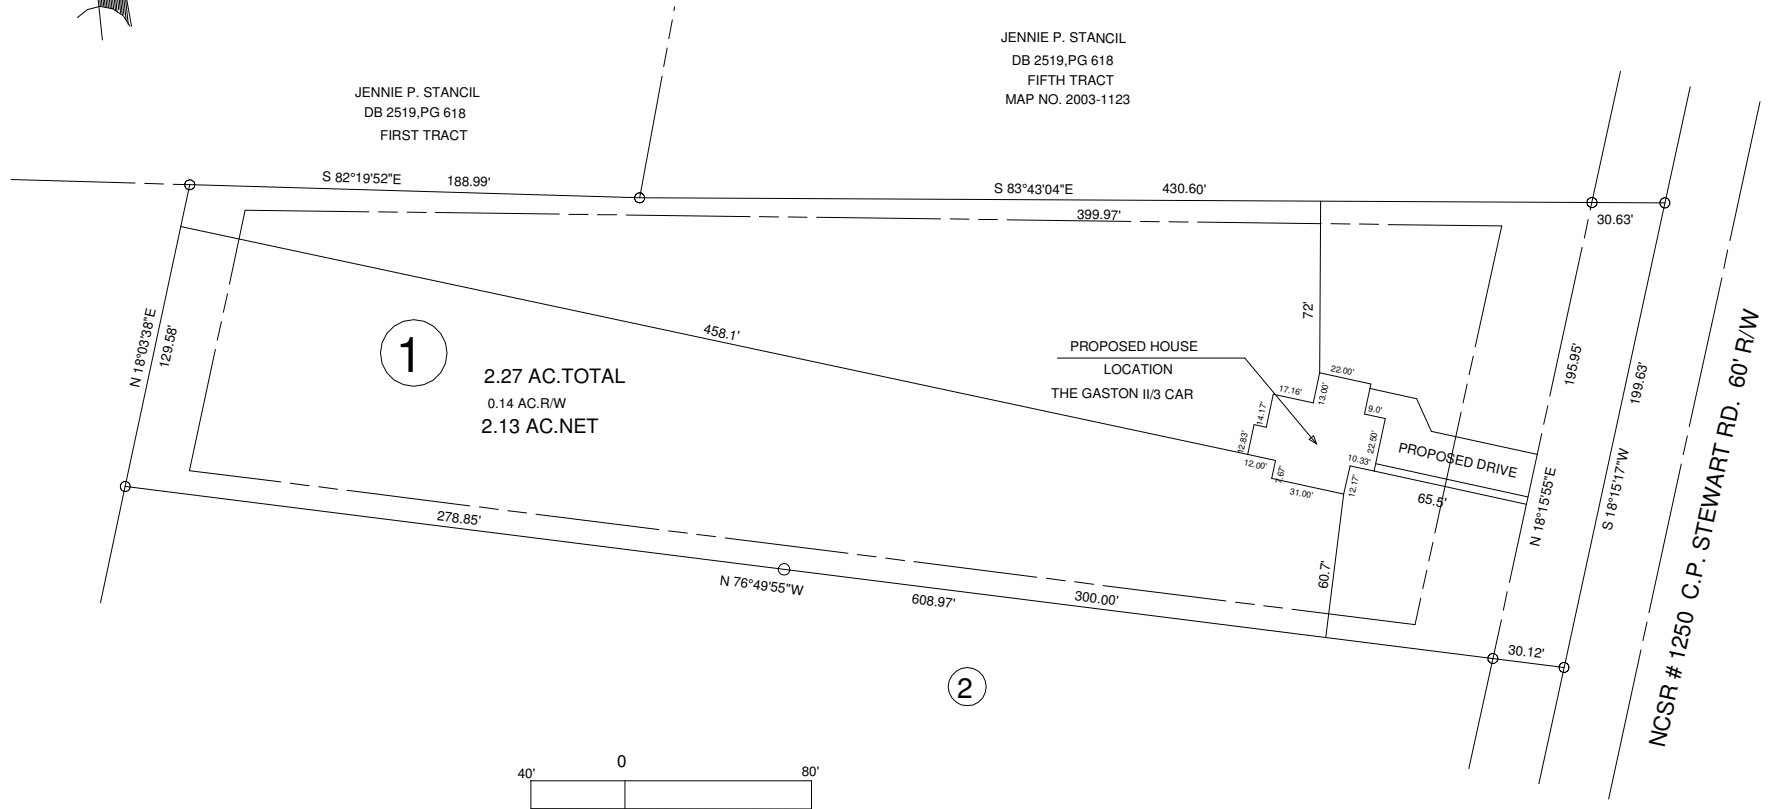 JENNIE P. STANCIL
DB 2519,PG 618
FIFTH TRACT
MAP NO. 2003-1123
JENNIE P. STANCIL
DB 2519,PG 618
FIRST TRACT
S 82°19'52"E
188.99'
S 83°43'04"E
430.60'
399.97'
30.63'
N 18°03'38"E
129.58'
458.1'
72'
195.95'
199.63'
1
2.27 AC.TOTAL
0.14 AC.R/W
2.13 AC.NET
PROPOSED HOUSE
LOCATION
THE GASTON II/3 CAR
22.00'
17.16'
13.00'
9.0'
14.17'
12.83'
22.50'
12.00'
7.67'
31.00'
10.33'
12.17'
PROPOSED DRIVE
65.5'
N 18°15'55"E
S 18°15'17"W
NCSR # 1250 C.P. STEWART RD. 60' R/W
278.85'
N 76°49'55"W
608.97'
300.00'
60.7'
30.12'
2
40'
0
80'